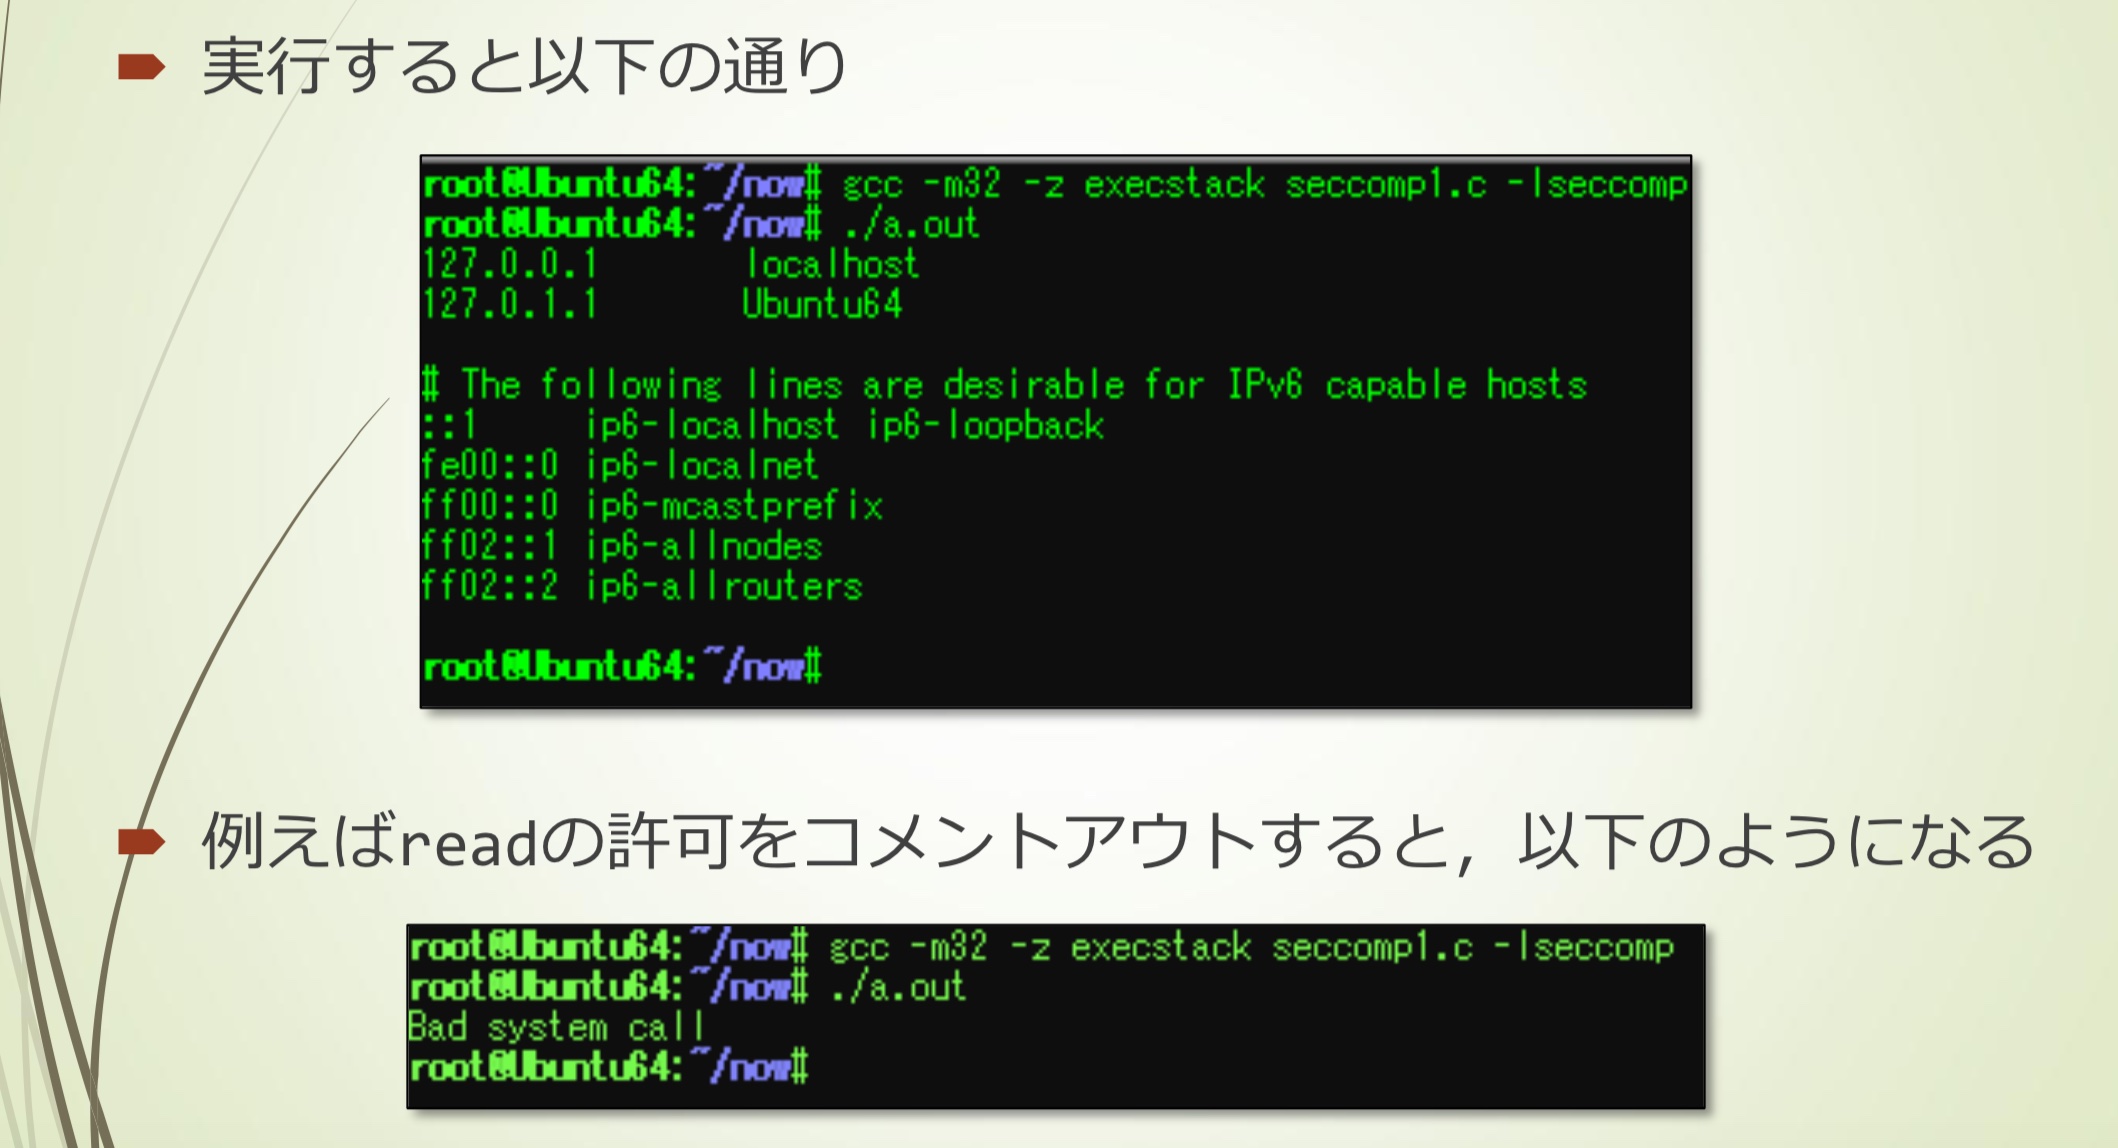 実行すると以下の通り
root@Ubuntu64:~/now# gcc -m32 -z execstack seccomp1.c -lseccomp
root@Ubuntu64:~/now# ./a.out
127.0.0.1       localhost
127.0.1.1       Ubuntu64
# The following lines are desirable for IPv6 capable hosts
::1     ip6-localhost ip6-loopback
fe00::0 ip6-localnet
ff00::0 ip6-mcastprefix
ff02::1 ip6-allnodes
ff02::2 ip6-allrouters
root@Ubuntu64:~/now#
例えばreadの許可をコメントアウトすると，以下のようになる
root@Ubuntu64:~/now# gcc -m32 -z execstack seccomp1.c -lseccomp
root@Ubuntu64:~/now# ./a.out
Bad system call
root@Ubuntu64:~/now#